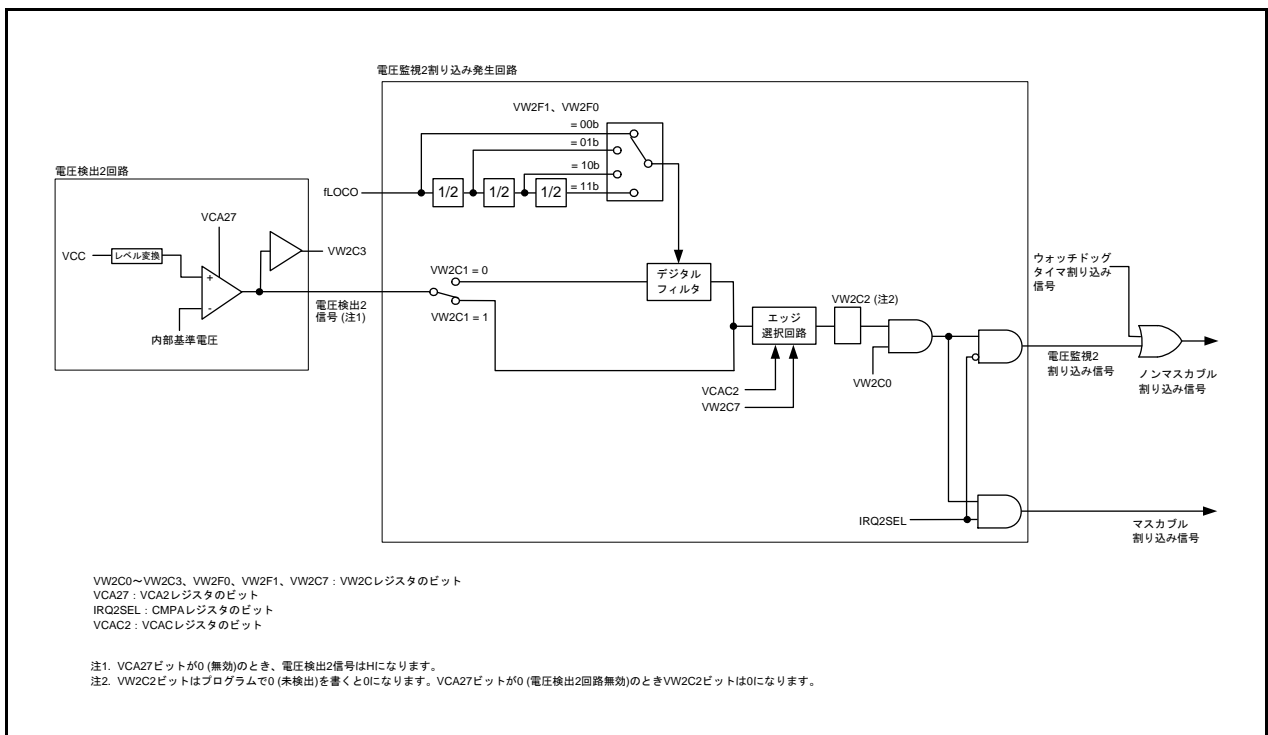 電圧監視2割り込み発生回路
VW2F1、VW2F0
= 00b
= 01b
= 10b
= 11b
fLOCO
1/2
1/2
1/2
電圧検出2回路
VCA27
VCC
レベル変換
+
-
内部基準電圧
VW2C3
電圧検出2
信号 (注1)
VW2C1 = 0
VW2C1 = 1
デジタル
フィルタ
エッジ
選択回路
VCAC2
VW2C7
VW2C2 (注2)
VW2C0
IRQ2SEL
ウォッチドッグ
タイマ割り込み
信号
電圧監視2
割り込み信号
ノンマスカブル
割り込み信号
マスカブル
割り込み信号
VW2C0~VW2C3、VW2F0、VW2F1、VW2C7 : VW2Cレジスタのビット
VCA27 : VCA2レジスタのビット
IRQ2SEL : CMPAレジスタのビット
VCAC2 : VCACレジスタのビット
注1. VCA27ビットが0 (無効)のとき、電圧検出2信号はHになります。
注2. VW2C2ビットはプログラムで0 (未検出)を書くと0になります。VCA27ビットが0 (電圧検出2回路無効)のときVW2C2ビットは0になります。